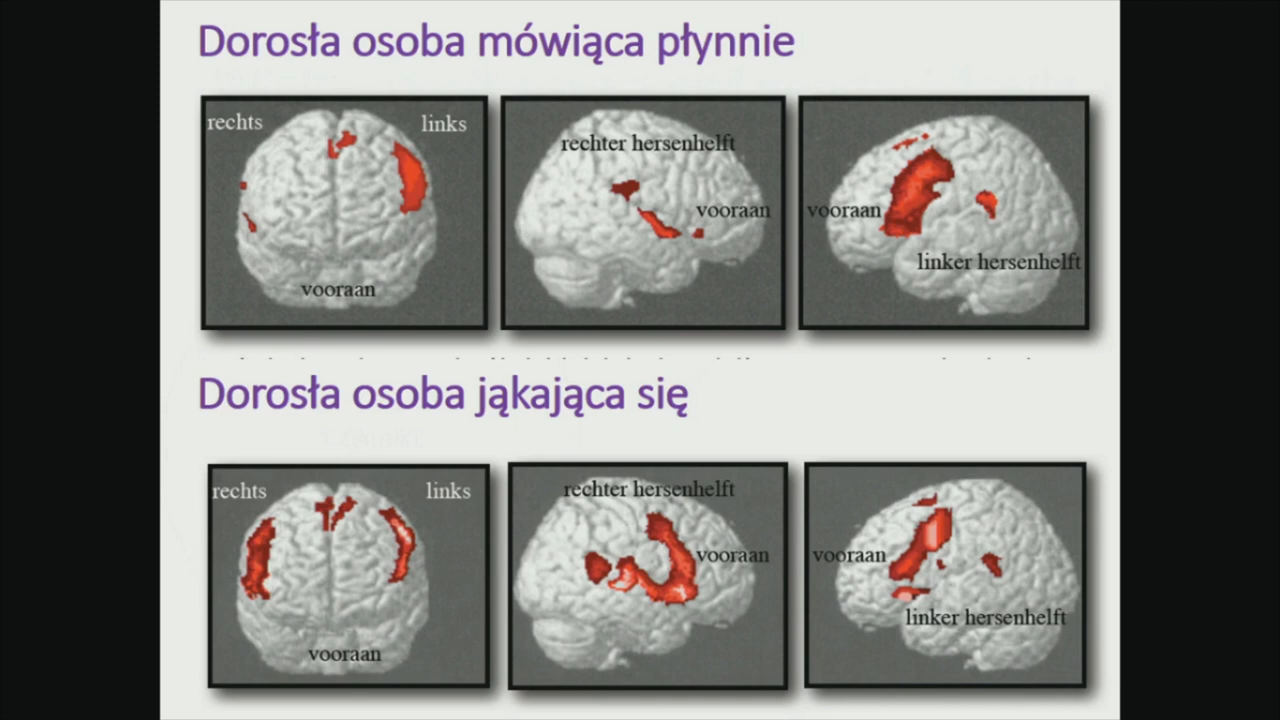 Dorosła osoba mówiąca płynnie
rechts
links
vooraan
rechter hersenhelft
vooraan
vooraan
linker hersenhelft
Dorosła osoba jąkająca się
rechts
links
vooraan
rechter hersenhelft
vooraan
vooraan
linker hersenhelft